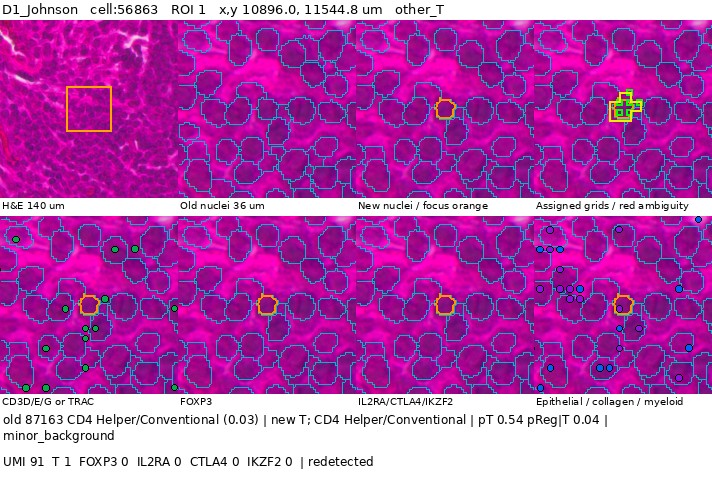 D1_Johnson   cell:56863   ROI 1   x,y 10896.0, 11544.8 um   other_T
H&E 140 um
Old nuclei 36 um
New nuclei / focus orange
Assigned grids / red ambiguity
CD3D/E/G or TRAC
FOXP3
IL2RA/CTLA4/IKZF2
Epithelial / collagen / myeloid
old 87163 CD4 Helper/Conventional (0.03) | new T; CD4 Helper/Conventional | pT 0.54 pReg|T 0.04 |
minor_background
UMI 91  T 1  FOXP3 0  IL2RA 0  CTLA4 0  IKZF2 0  | redetected